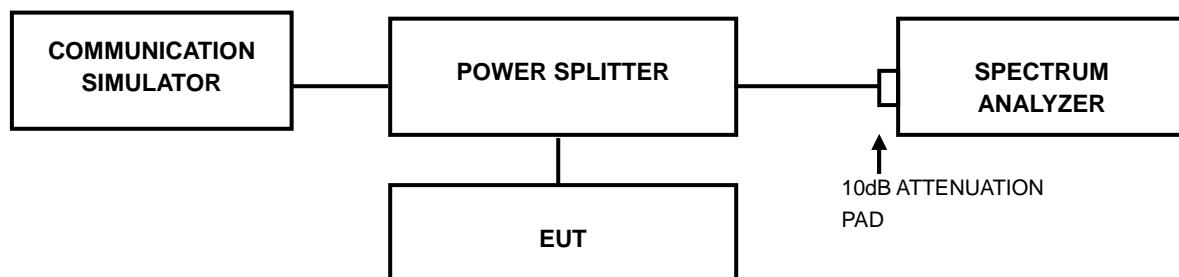 COMMUNICATION
SIMULATOR
POWER SPLITTER
SPECTRUM
ANALYZER
10dB ATTENUATION
PAD
EUT